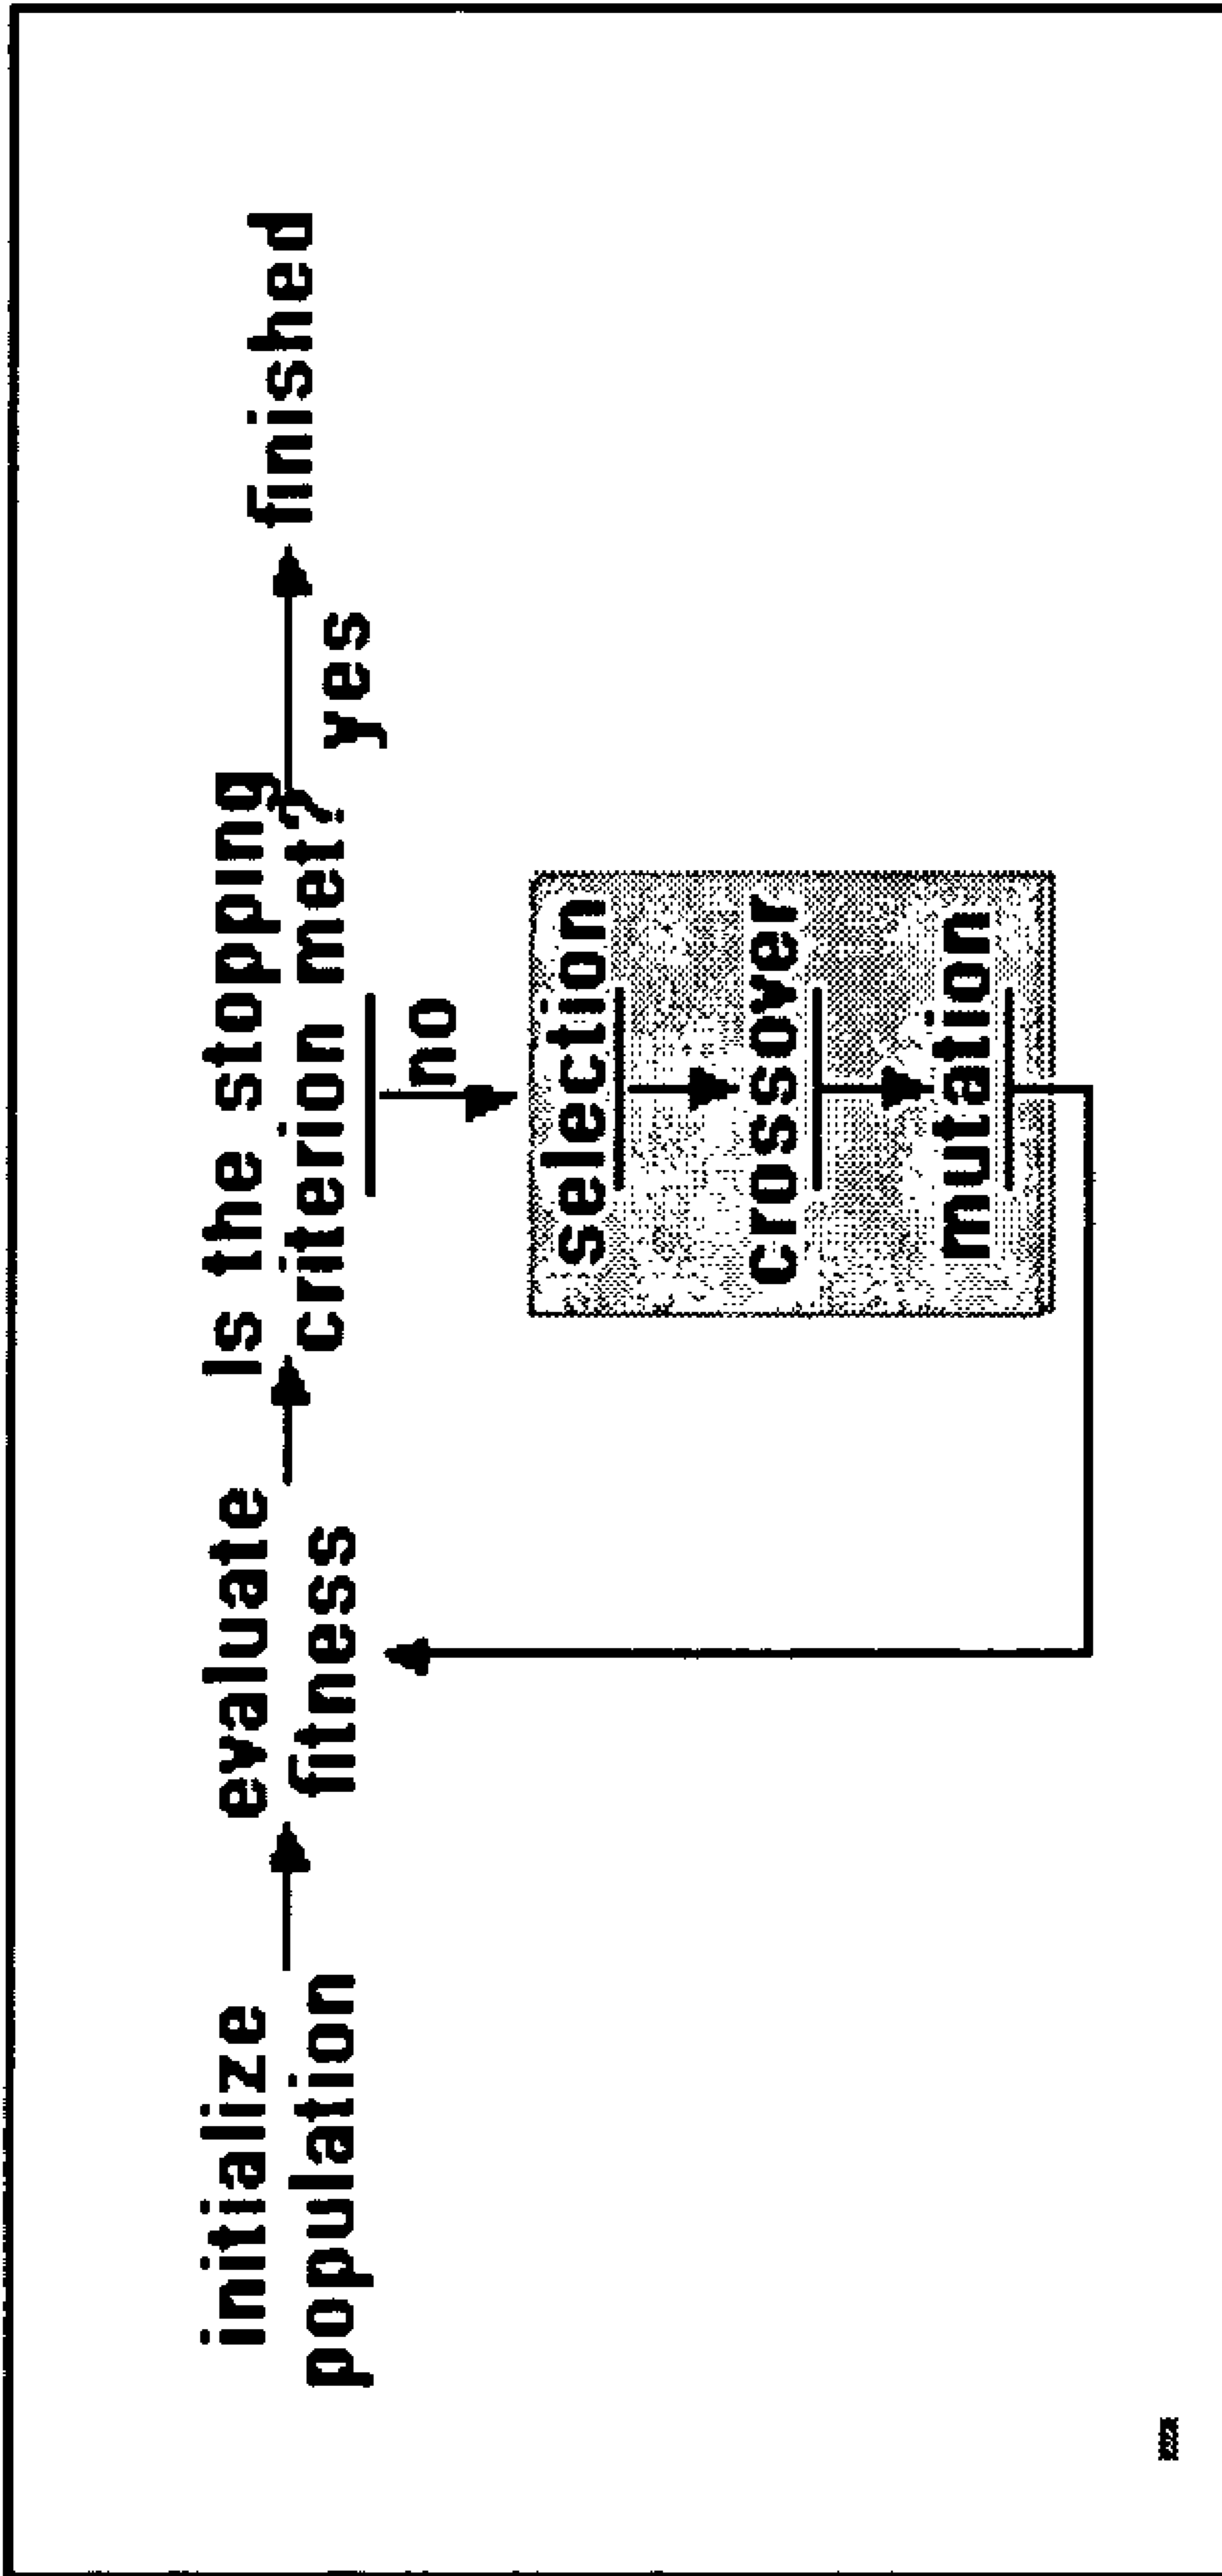 initialize
population
evaluate
fitness
Is the stopping
criterion met?
yes
finished
no
selection
crossover
mutation